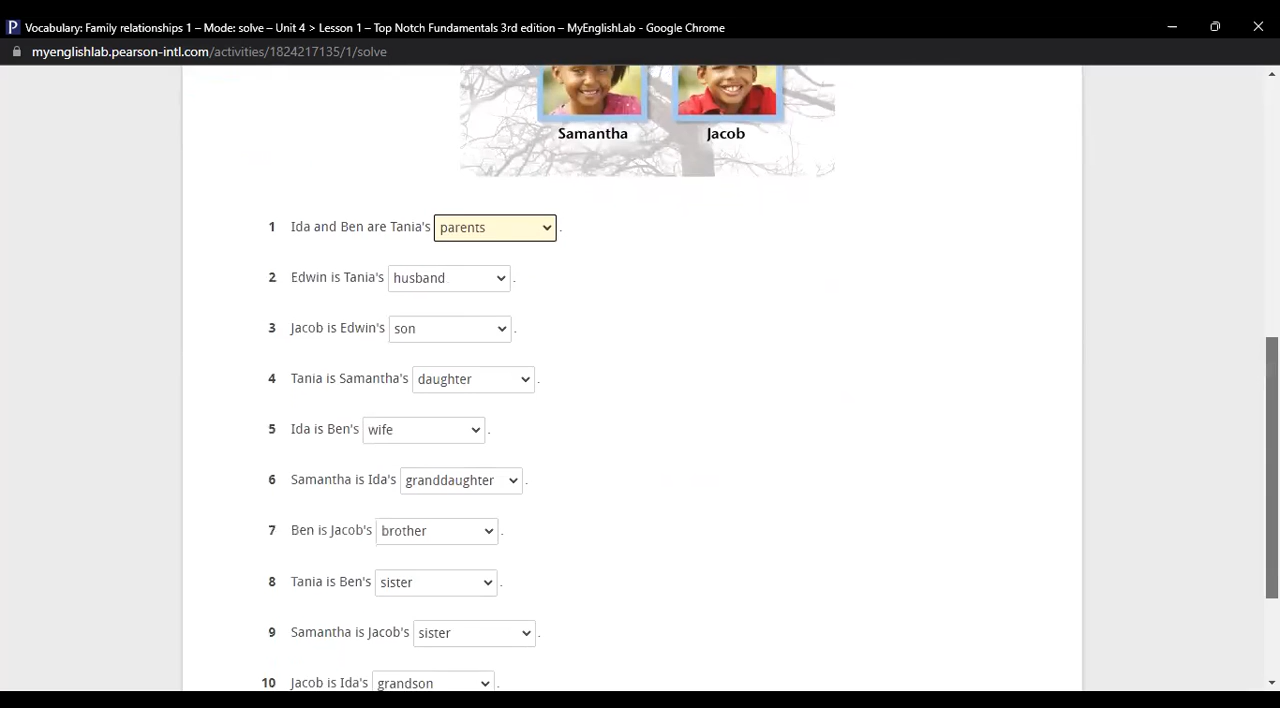 Vocabulary: Family relationships 1 – Mode: solve – Unit 4 > Lesson 1 – Top Notch Fundamentals 3rd edition – MyEnglishLab - Google Chrome
myenglishlab.pearson-intl.com/activities/1824217135/1/solve
Samantha Jacob
1 Ida and Ben are Tania's parents .
2 Edwin is Tania's husband .
3 Jacob is Edwin's son .
4 Tania is Samantha's daughter .
5 Ida is Ben's wife .
6 Samantha is Ida's granddaughter .
7 Ben is Jacob's brother .
8 Tania is Ben's sister .
9 Samantha is Jacob's sister .
10 Jacob is Ida's grandson .